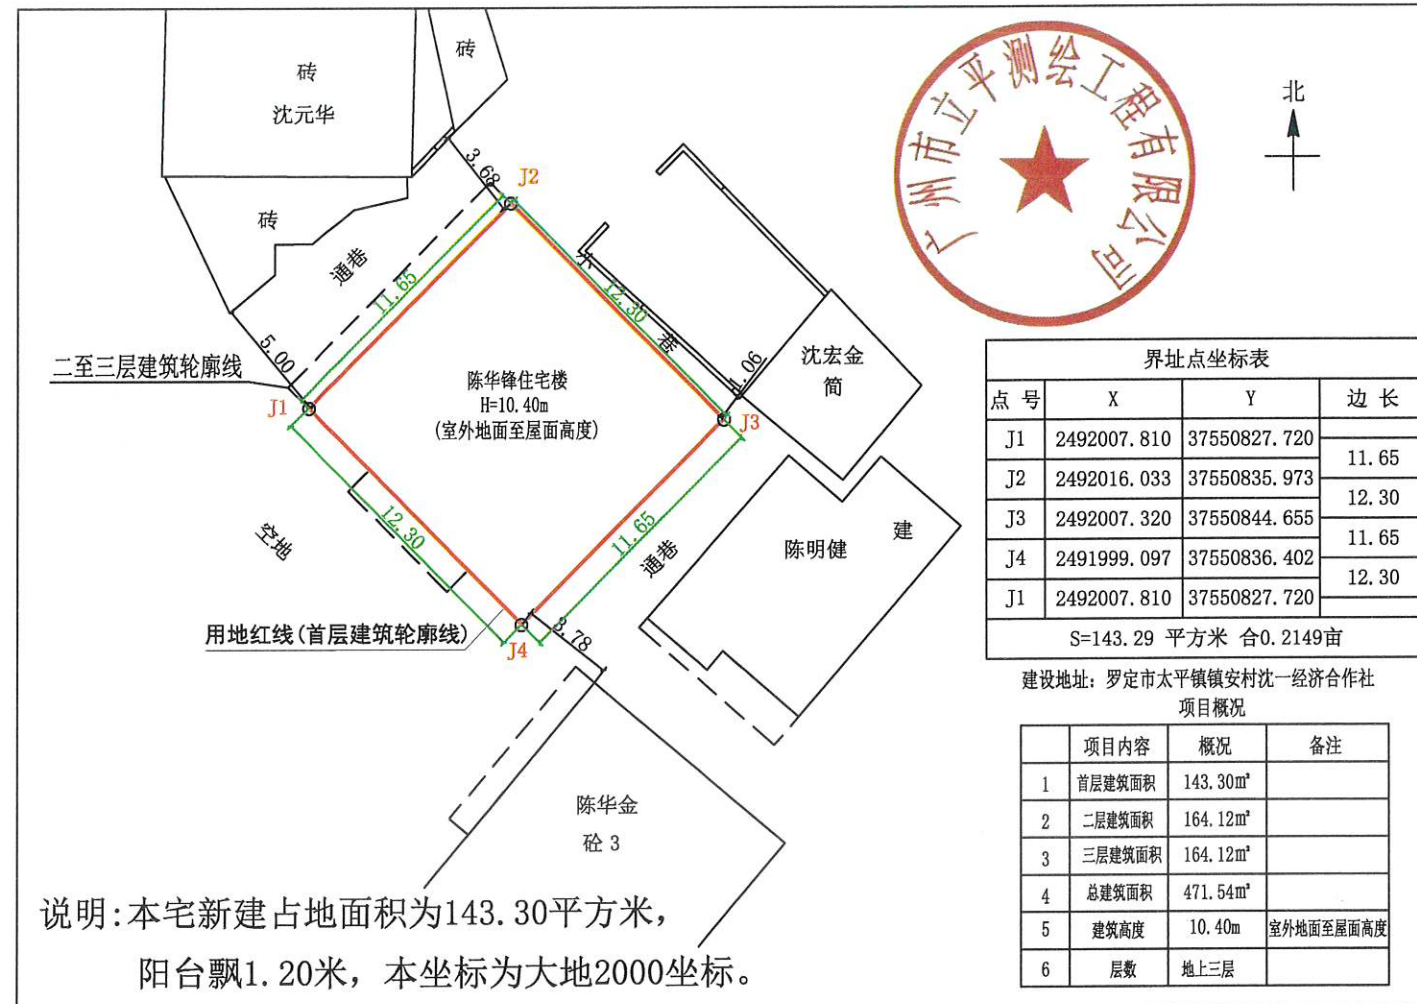 砖
砖
沈元华
砖
3.68
J2
通巷
11.65
5.00
二至三层建筑轮廓线
J1
东
巷
12.30
1.06
沈宏金
简
陈华锋住宅楼
H=10.40m
(室外地面至屋面高度)
J3
12.30
空地
11.65
通巷
陈明健
建
用地红线(首层建筑轮廓线)
J4
3.78
陈华金
砼 3
说明:本宅新建占地面积为143.30平方米，
阳台飘1.20米，本坐标为大地2000坐标。
广州市立平测绘工程有限公司
北
界址点坐标表
点 号 X Y 边 长
J1 2492007.810 37550827.720
11.65
J2 2492016.033 37550835.973
12.30
J3 2492007.320 37550844.655
11.65
J4 2491999.097 37550836.402
12.30
J1 2492007.810 37550827.720
S=143.29 平方米 合0.2149亩
建设地址: 罗定市太平镇镇安村沈一经济合作社
项目概况
项目内容 概况 备注
1 首层建筑面积 143.30m²
2 二层建筑面积 164.12m²
3 三层建筑面积 164.12m²
4 总建筑面积 471.54m²
5 建筑高度 10.40m 室外地面至屋面高度
6 层数 地上三层